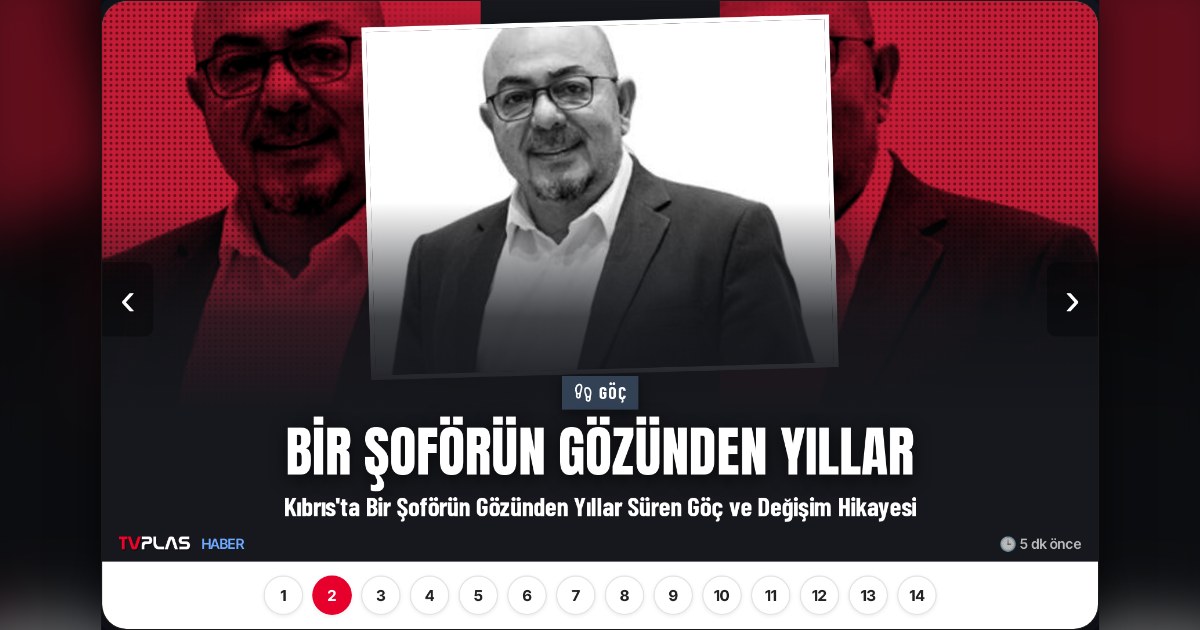 GÖÇ
BİR ŞOFÖRÜN GÖZÜNDEN YILLAR
Kıbrıs'ta Bir Şoförün Gözünden Yıllar Süren Göç ve Değişim Hikayesi
TVPLAS HABER
5 dk önce
1 2 3 4 5 6 7 8 9 10 11 12 13 14